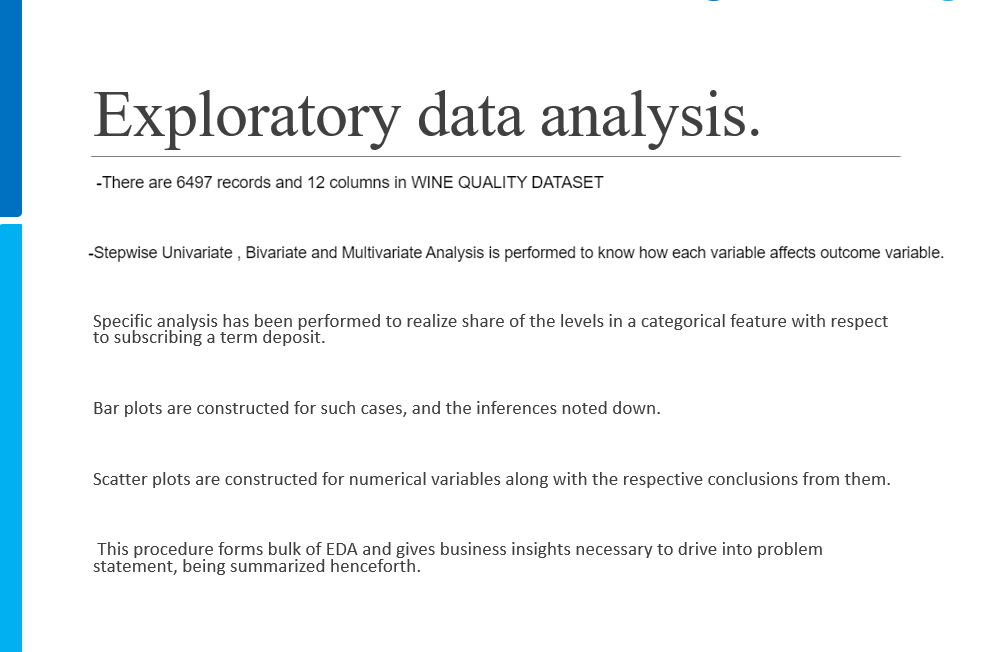 Exploratory data analysis.
-There are 6497 records and 12 columns in WINE QUALITY DATASET
-Stepwise Univariate , Bivariate and Multivariate Analysis is performed to know how each variable affects outcome variable.
Specific analysis has been performed to realize share of the levels in a categorical feature with respect
to subscribing a term deposit.
Bar plots are constructed for such cases, and the inferences noted down.
Scatter plots are constructed for numerical variables along with the respective conclusions from them.
This procedure forms bulk of EDA and gives business insights necessary to drive into problem
statement, being summarized henceforth.